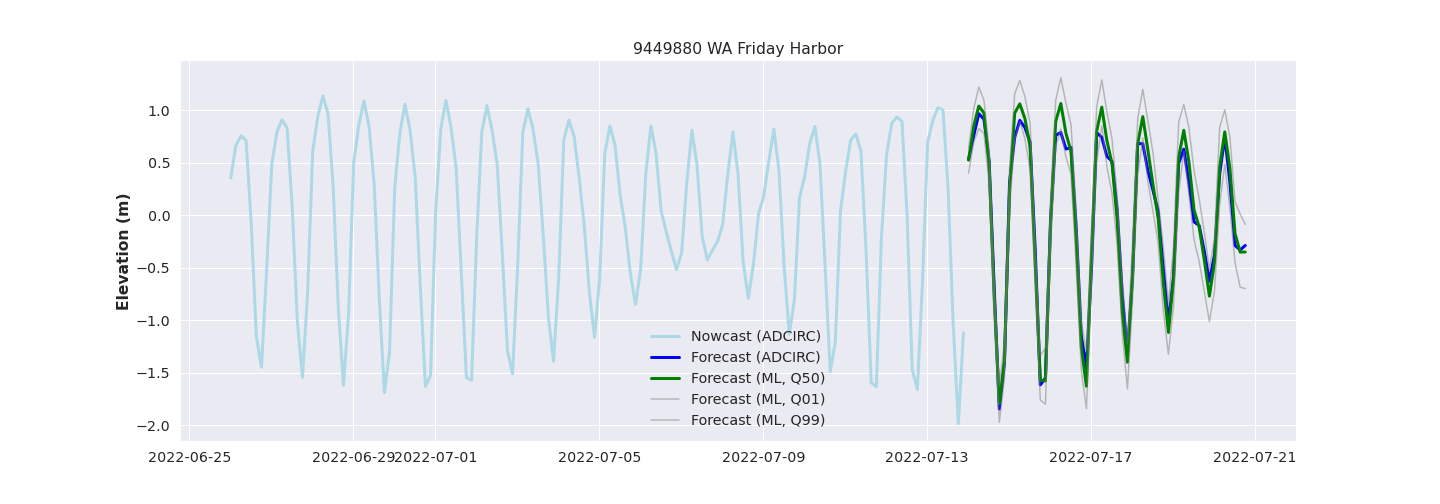 9449880 WA Friday Harbor
Elevation (m)
1.0
0.5
0.0
−0.5
−1.0
−1.5
−2.0
Nowcast (ADCIRC)
Forecast (ADCIRC)
Forecast (ML, Q50)
Forecast (ML, Q01)
Forecast (ML, Q99)
2022-06-25 2022-06-29 2022-07-01 2022-07-05 2022-07-09 2022-07-13 2022-07-17 2022-07-21